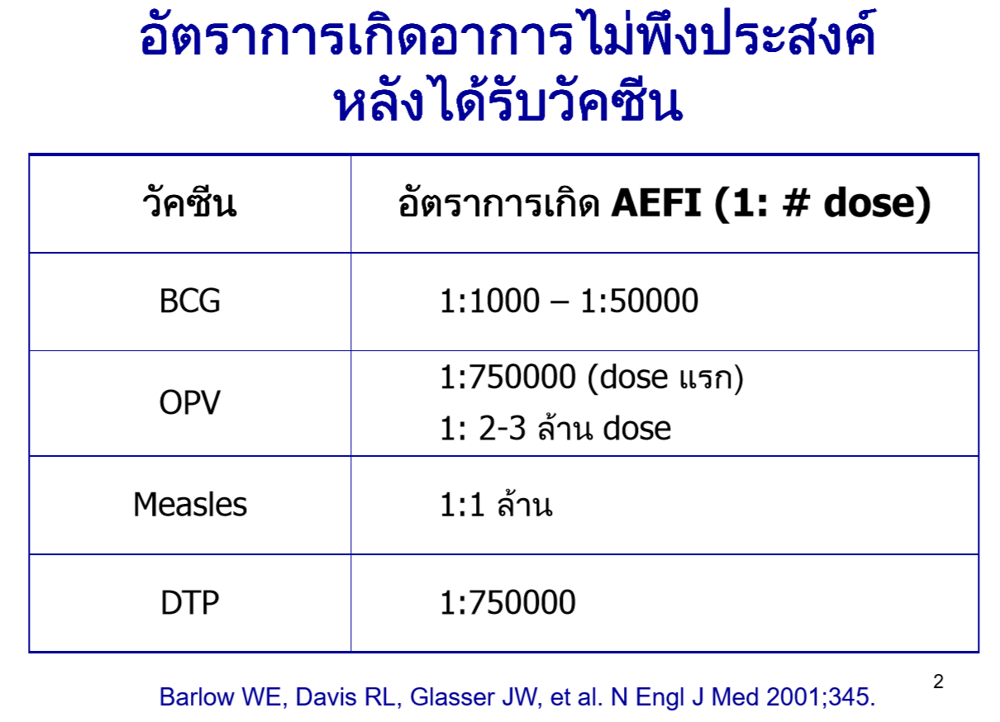 อัตราการเกิดอาการไม่พึงประสงค์
หลังได้รับวัคซีน
วัคซีน
อัตราการเกิด AEFI (1: # dose)
BCG
1:1000 – 1:50000
OPV
1:750000 (dose แรก)
1: 2-3 ล้าน dose
Measles
1:1 ล้าน
DTP
1:750000
Barlow WE, Davis RL, Glasser JW, et al. N Engl J Med 2001;345.
2